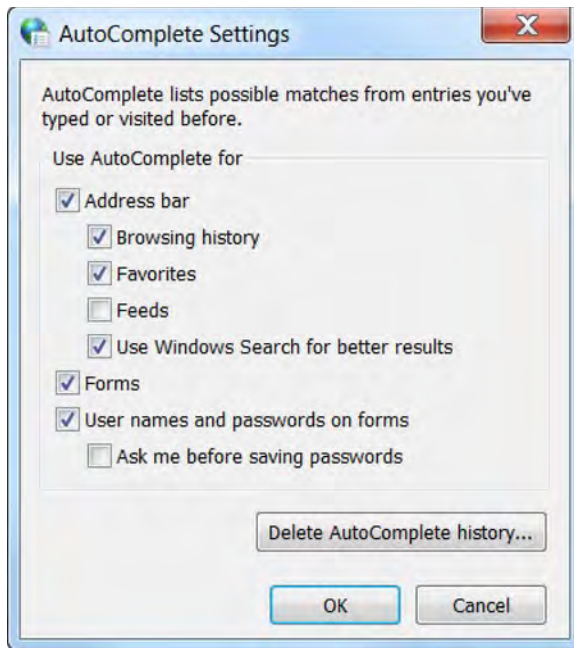 AutoComplete Settings
AutoComplete lists possible matches from entries you've
typed or visited before.
Use AutoComplete for
Address bar
Browsing history
Favorites
Feeds
Use Windows Search for better results
Forms
User names and passwords on forms
Ask me before saving passwords
Delete AutoComplete history...
OK Cancel